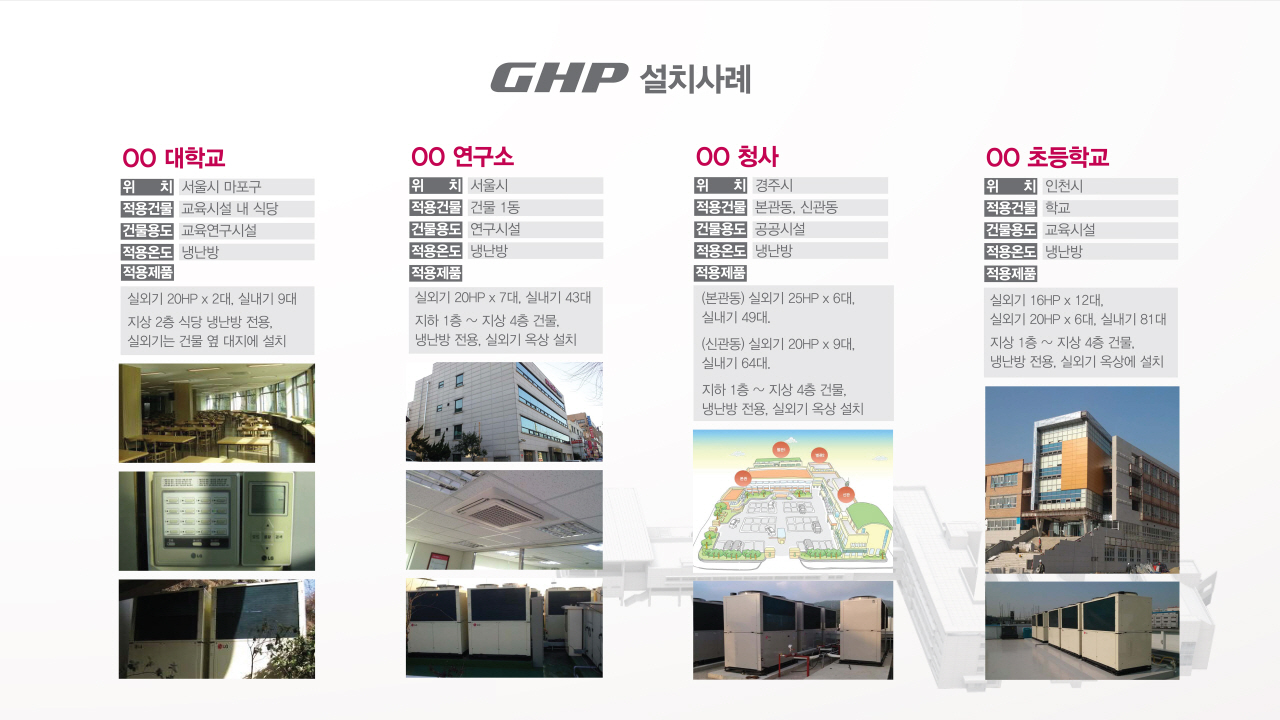 GHP 설치사례
OO 대학교
위 치 서울시 마포구
적용건물 교육시설 내 식당
건물용도 교육연구시설
적용온도 냉난방
적용제품
실외기 20HP x 2대, 실내기 9대
지상 2층 식당 냉난방 전용,
실외기는 건물 옆 대지에 설치
LG
LG
LG
LG
OO 연구소
위 치 서울시
적용건물 건물 1동
건물용도 연구시설
적용온도 냉난방
적용제품
실외기 20HP x 7대, 실내기 43대
지하 1층 ~ 지상 4층 건물,
냉난방 전용, 실외기 옥상 설치
OO 청사
위 치 경주시
적용건물 본관동, 신관동
건물용도 공공시설
적용온도 냉난방
적용제품
(본관동) 실외기 25HP x 6대,
실내기 49대.
(신관동) 실외기 20HP x 9대,
실내기 64대.
지하 1층 ~ 지상 4층 건물,
냉난방 전용, 실외기 옥상 설치
OO 초등학교
위 치 인천시
적용건물 학교
건물용도 교육시설
적용온도 냉난방
적용제품
실외기 16HP x 12대,
실외기 20HP x 6대, 실내기 81대
지상 1층 ~ 지상 4층 건물,
냉난방 전용, 실외기 옥상에 설치